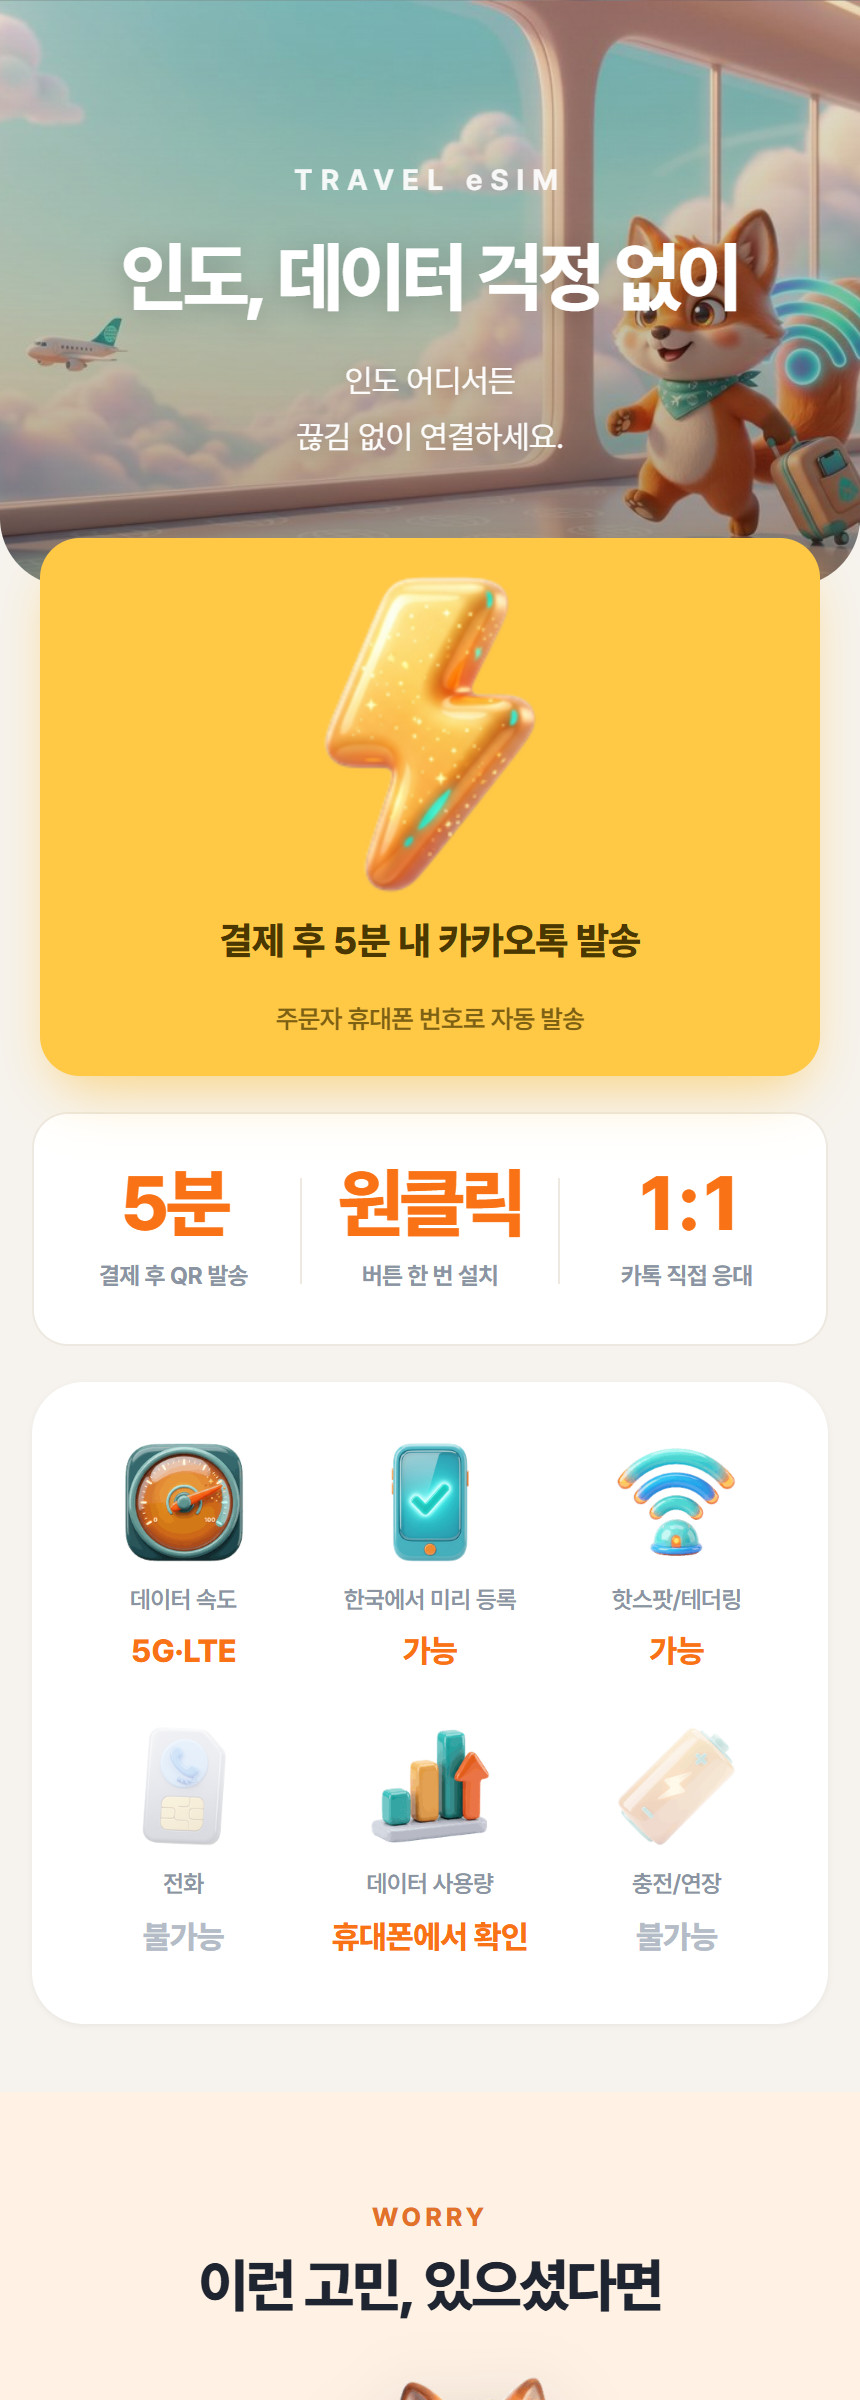 TRAVEL eSIM
인도, 데이터 걱정 없이
인도 어디서든
끊김 없이 연결하세요.
결제 후 5분 내 카카오톡 발송
주문자 휴대폰 번호로 자동 발송
5분
결제 후 QR 발송
원클릭
버튼 한 번 설치
1:1
카톡 직접 응대
0
100
데이터 속도
5G·LTE
한국에서 미리 등록
가능
핫스팟/테더링
가능
전화
불가능
데이터 사용량
휴대폰에서 확인
충전/연장
불가능
WORRY
이런 고민, 있으셨다면